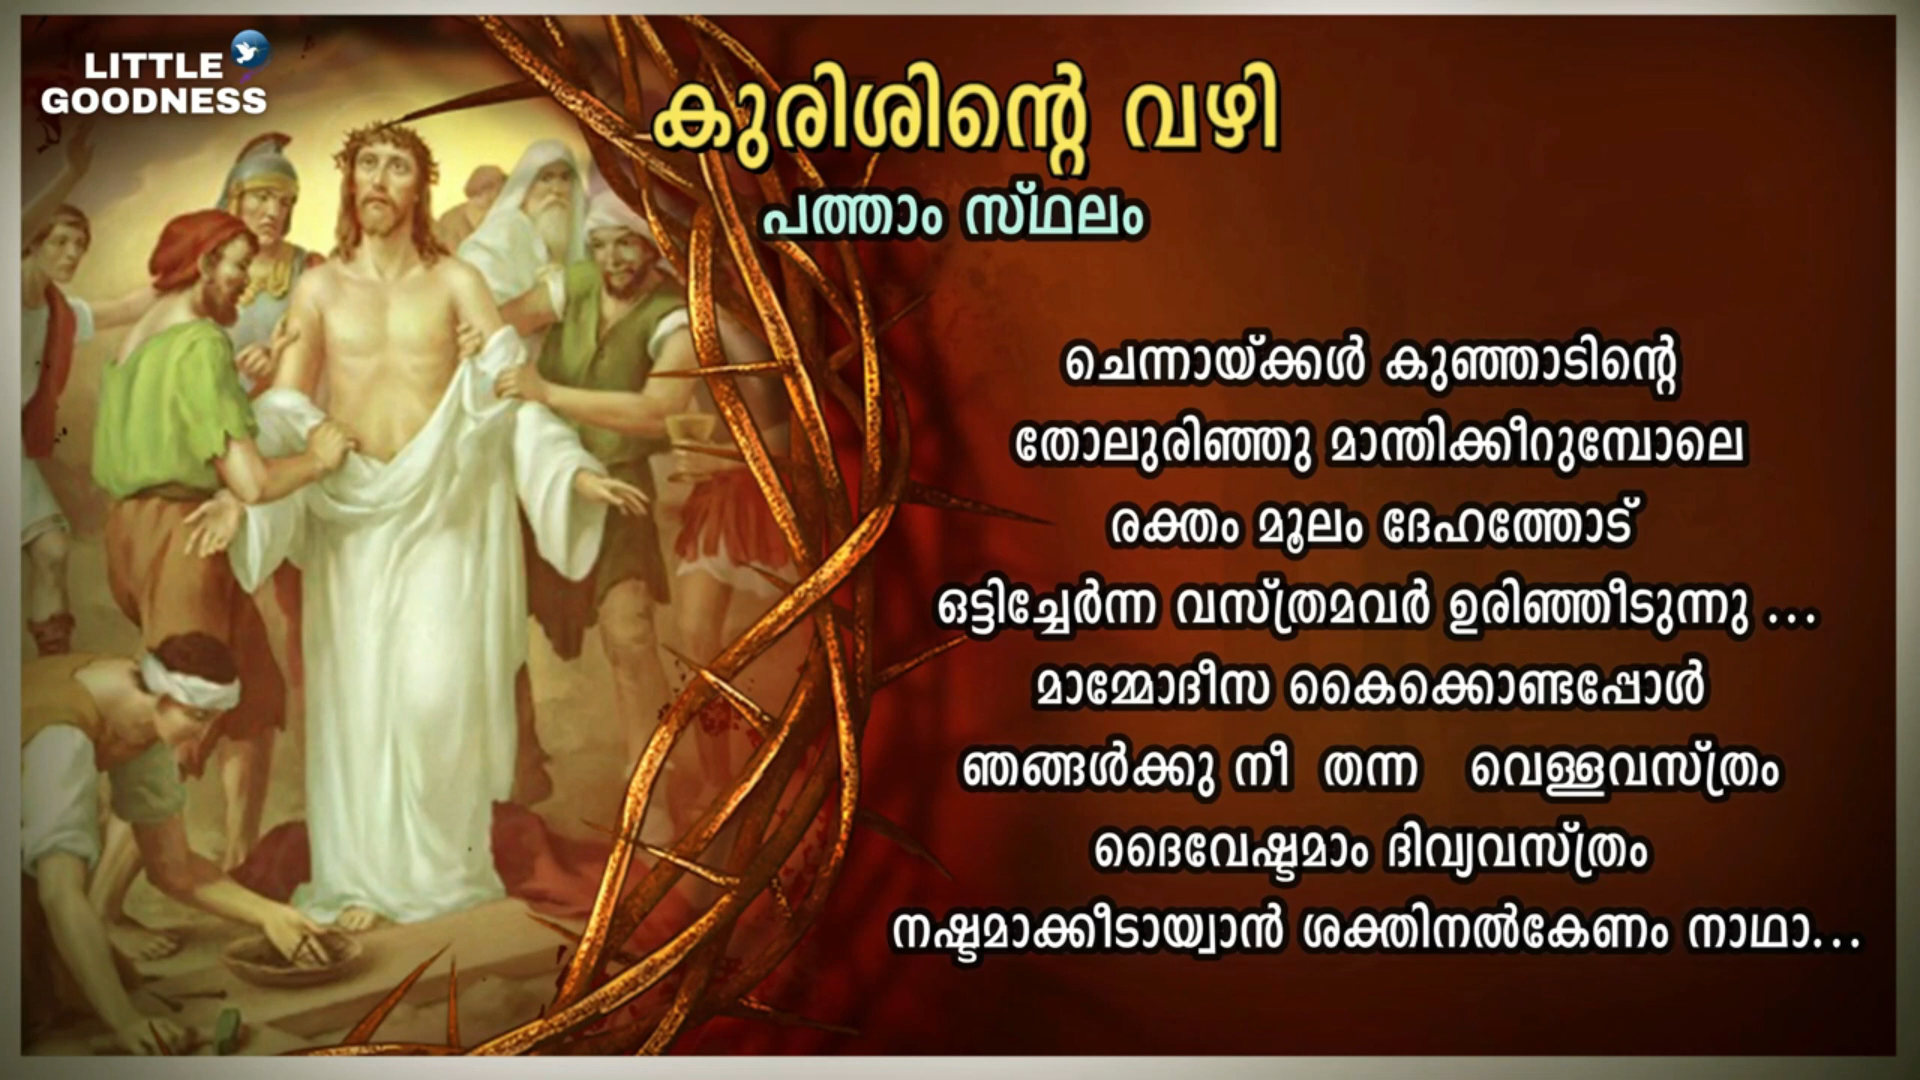 LITTLE
GOODNESS
കുരിശിന്റെ വഴി
പത്താം സ്ഥലം
ചെന്നായ്ക്കൾ കുഞ്ഞാടിന്റെ
തോലുരിഞ്ഞു മാന്തിക്കീറുമ്പോലെ
രക്തം മൂലം ദേഹത്തോട്
ഒട്ടിച്ചേർന്ന വസ്ത്രമവർ ഉരിഞ്ഞീടുന്നു ...
മാമ്മോദീസ കൈക്കൊണ്ടപ്പോൾ
ഞങ്ങൾക്കു നീ തന്ന വെള്ളവസ്ത്രം
ദൈവേഷ്ടമാം ദിവ്യവസ്ത്രം
നഷ്ടമാക്കീടായ്വാൻ ശക്തിനൽകേണം നാഥാ...